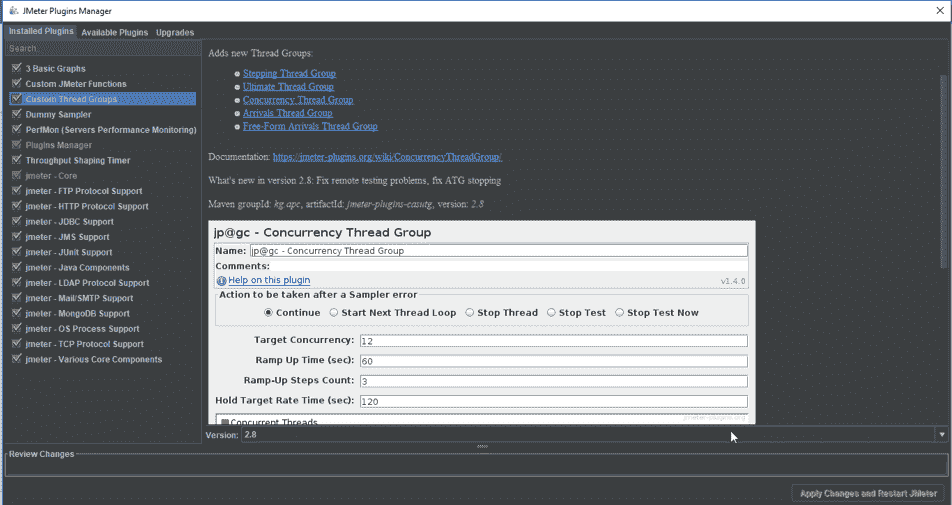 JMeter Plugins Manager
Installed Plugins Available Plugins Upgrades
Search...
3 Basic Graphs
Custom JMeter Functions
Custom Thread Groups
Dummy Sampler
PerfMon (Servers Performance Monitoring)
Plugins Manager
Throughput Shaping Timer
jmeter - Core
jmeter - FTP Protocol Support
jmeter - HTTP Protocol Support
jmeter - JDBC Support
jmeter - JMS Support
jmeter - JUnit Support
jmeter - Java Components
jmeter - LDAP Protocol Support
jmeter - Mail/SMTP Support
jmeter - MongoDB Support
jmeter - OS Process Support
jmeter - TCP Protocol Support
jmeter - Various Core Components
Adds new Thread Groups:
Stepping Thread Group
Ultimate Thread Group
Concurrency Thread Group
Arrivals Thread Group
Free-Form Arrivals Thread Group
Documentation: https://jmeter-plugins.org/wiki/ConcurrencyThreadGroup/
What's new in version 2.8: Fix remote testing problems, fix ATG stopping
Maven groupId: kg.apc, artifactId: jmeter-plugins-casutg, version: 2.8
jp@gc - Concurrency Thread Group
Name: jp@gc - Concurrency Thread Group
Comments:
Help on this plugin v1.4.0
Action to be taken after a Sampler error
Continue Start Next Thread Loop Stop Thread Stop Test Stop Test Now
Target Concurrency: 12
Ramp Up Time (sec): 60
Ramp-Up Steps Count: 3
Hold Target Rate Time (sec): 120
jmeter-plugins.org
Concurrent Threads
Version: 2.8
Review Changes
Apply Changes and Restart JMeter